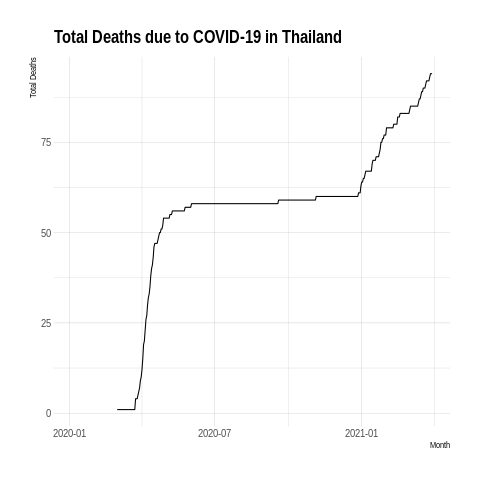 Total Deaths due to COVID-19 in Thailand
Total Deaths
75
50
25
0
2020-01
2020-07
2021-01
Month